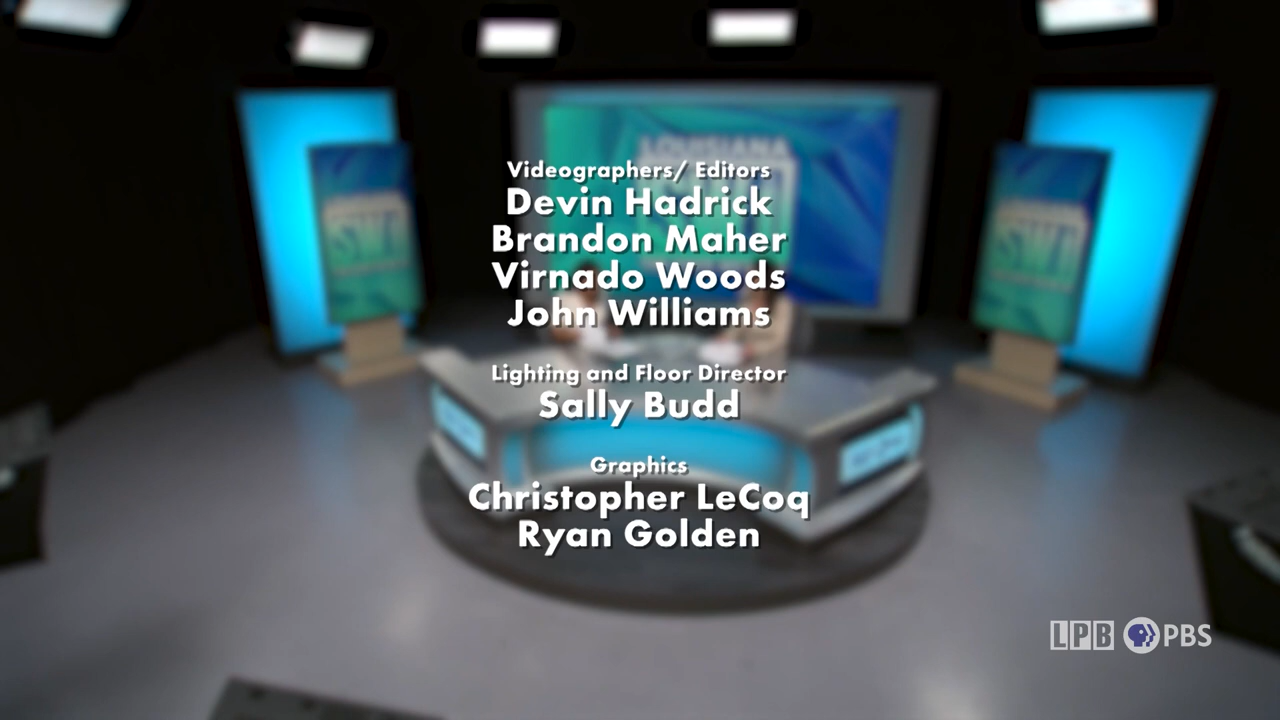 LOUISIANA
Videographers/ Editors
Devin Hadrick
Brandon Maher
Virnado Woods
John Williams
Lighting and Floor Director
Sally Budd
Graphics
Christopher LeCoq
Ryan Golden
LPB PBS